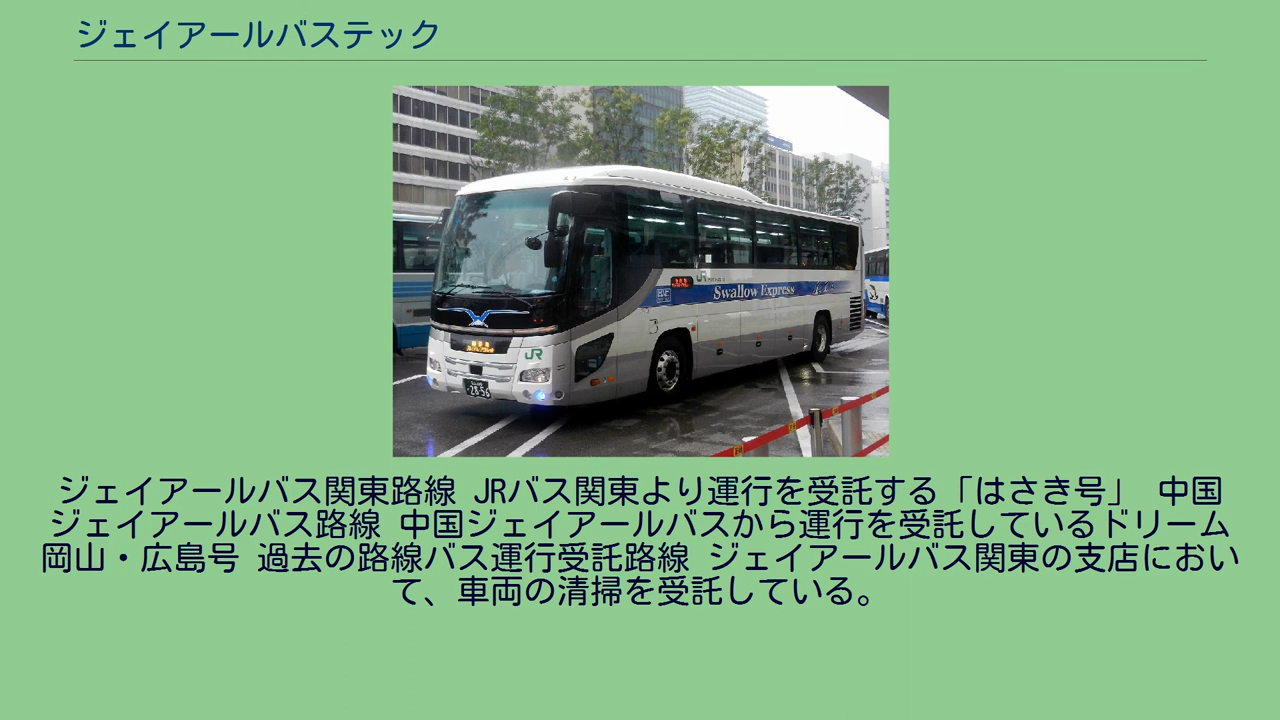 ジェイアールバステック
JR
Swallow Express
JR
2856
ジェイアールバス関東路線 JRバス関東より運行を受託する「はさき号」 中国
ジェイアールバス路線 中国ジェイアールバスから運行を受託しているドリーム
岡山・広島号 過去の路線バス運行受託路線 ジェイアールバス関東の支店におい
て、車両の清掃を受託している。